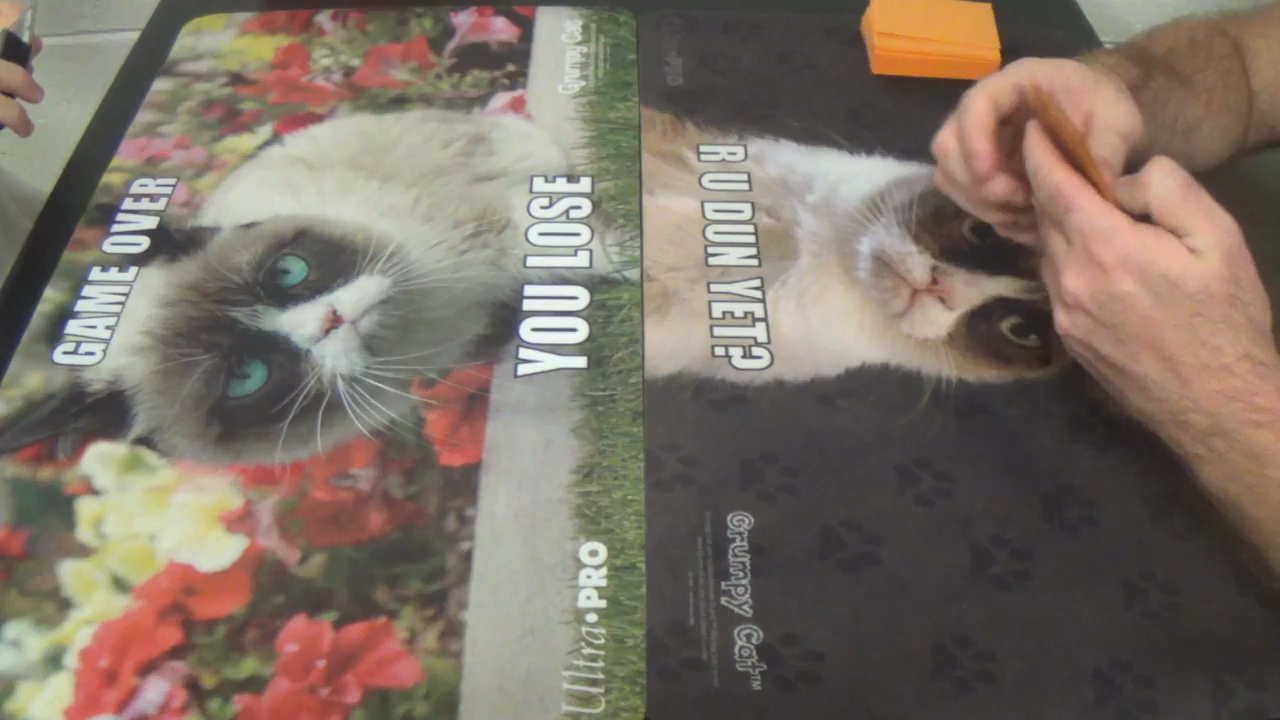 GAME OVER
YOU LOSE
Grumpy Cat
Ultra•PRO
R U DUN YET?
Grumpy Cat™